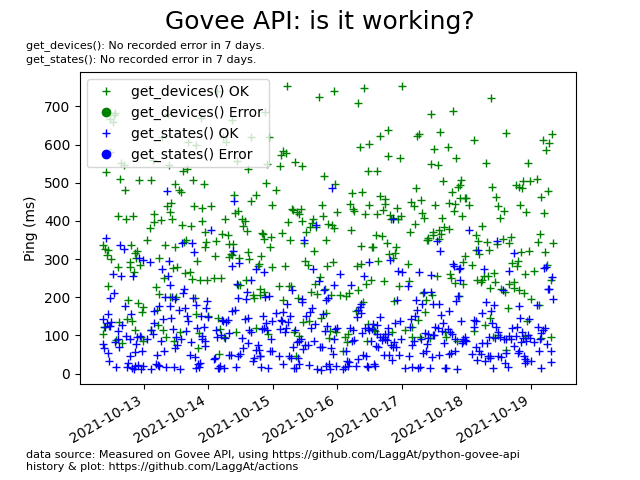 Govee API: is it working?
get_devices(): No recorded error in 7 days.
get_states(): No recorded error in 7 days.
get_devices() OK
get_devices() Error
get_states() OK
get_states() Error
700
600
500
400
300
200
100
0
Ping (ms)
2021-10-13
2021-10-14
2021-10-15
2021-10-16
2021-10-17
2021-10-18
2021-10-19
data source: Measured on Govee API, using https://github.com/LaggAt/python-govee-api
history & plot: https://github.com/LaggAt/actions